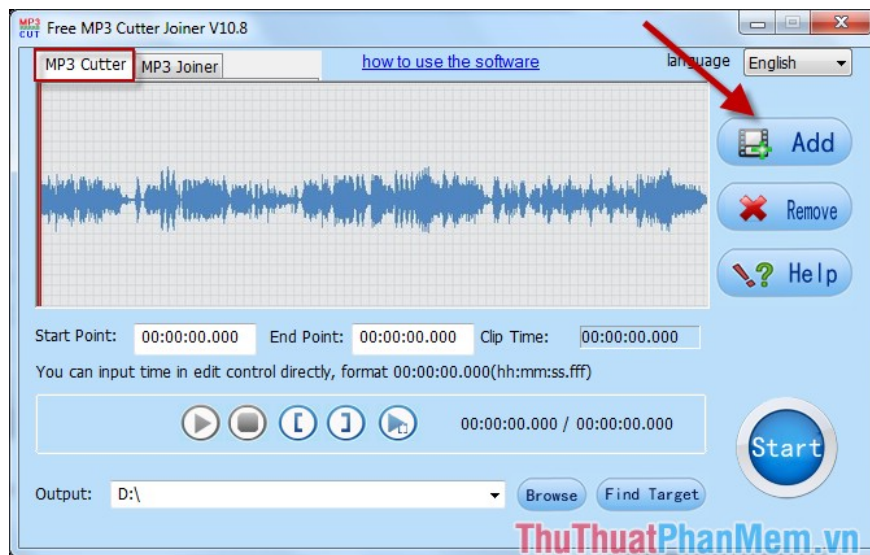 MP3 CUT Free MP3 Cutter Joiner V10.8
MP3 Cutter MP3 Joiner how to use the software language English
Add
Remove
Help
Start Point: 00:00:00.000 End Point: 00:00:00.000 Clip Time: 00:00:00.000
You can input time in edit control directly, format 00:00:00.000(hh:mm:ss.fff)
00:00:00.000 / 00:00:00.000
Start
Output: D:\ Browse Find Target
ThuThuatPhanMem.vn